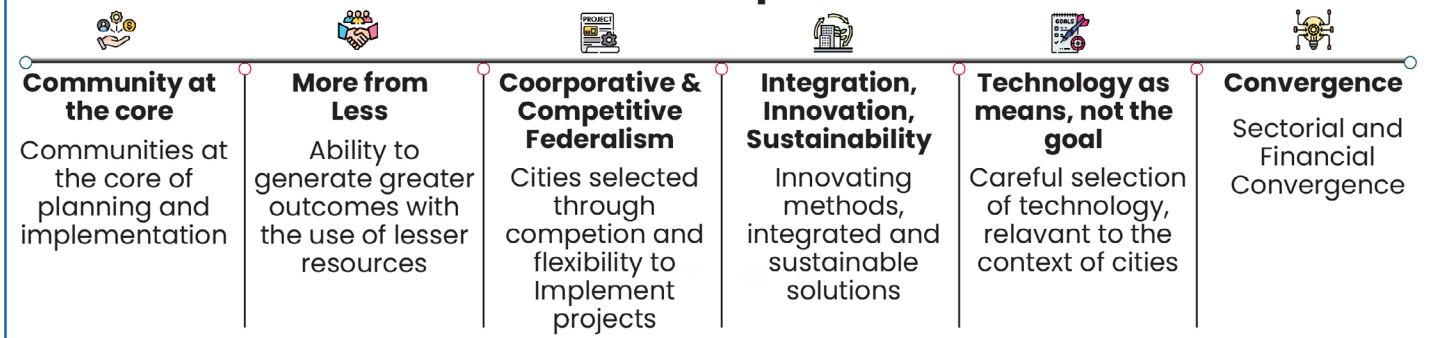 Community at
the core
Communities at
the core of
planning and
implementation
More from
Less
Ability to
generate greater
outcomes with
the use of lesser
resources
PROJECT
Coorporative &
Competitive
Federalism
Cities selected
through
competion and
flexibility to
Implement
projects
Integration,
Innovation,
Sustainability
Innovating
methods,
integrated and
sustainable
solutions
GOALS
Technology as
means, not the
goal
Careful selection
of technology,
relavant to the
context of cities
Convergence
Sectorial and
Financial
Convergence